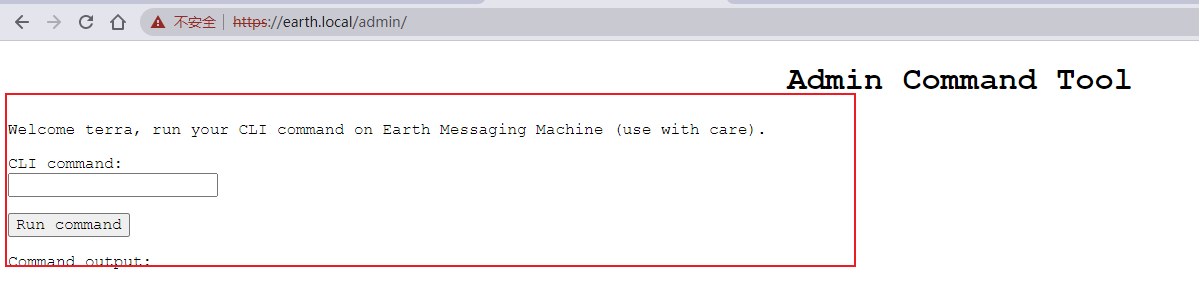 不安全 | https://earth.local/admin/
Admin Command Tool
Welcome terra, run your CLI command on Earth Messaging Machine (use with care).
CLI command:
Run command
Command output: